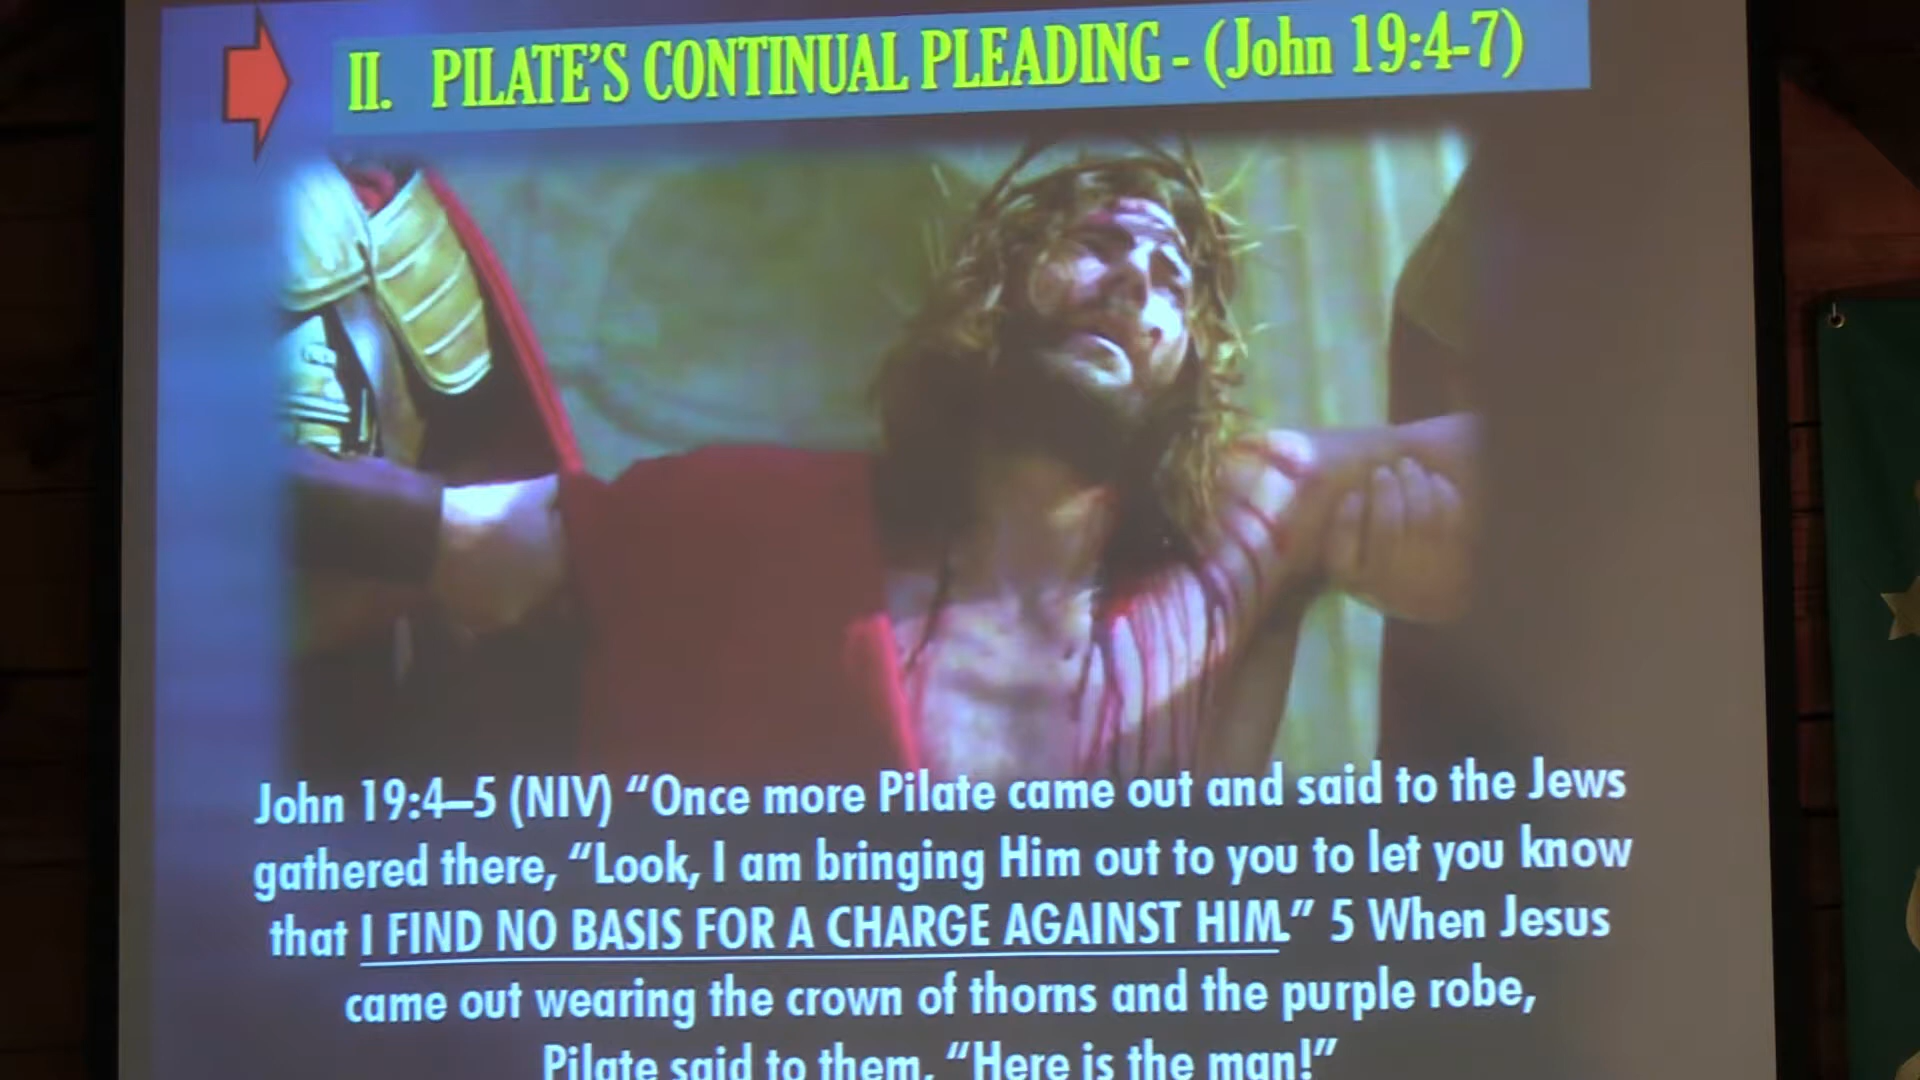 II. PILATE'S CONTINUAL PLEADING - (John 19:4-7)
John 19:4–5 (NIV) “Once more Pilate came out and said to the Jews
gathered there, “Look, I am bringing Him out to you to let you know
that I FIND NO BASIS FOR A CHARGE AGAINST HIM.” 5 When Jesus
came out wearing the crown of thorns and the purple robe,
Pilate said to them, “Here is the man!”